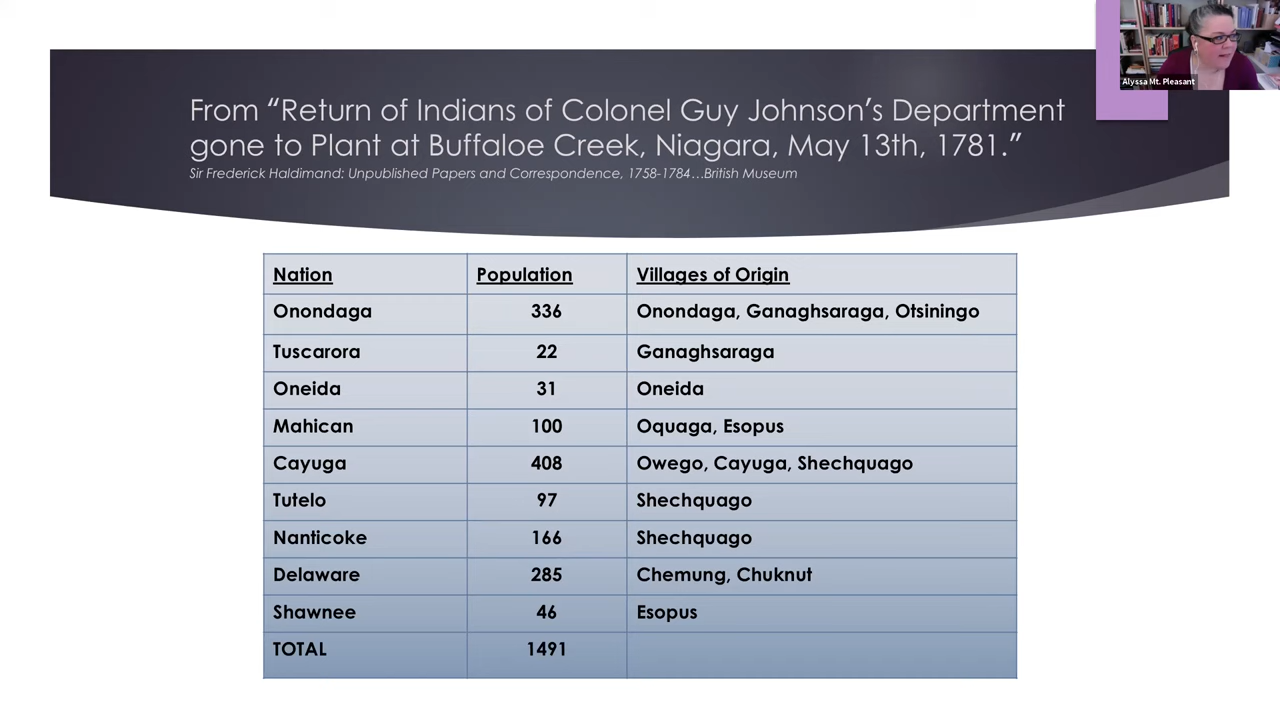 From “Return of Indians of Colonel Guy Johnson’s Department
gone to Plant at Buffaloe Creek, Niagara, May 13th, 1781.”
Sir Frederick Haldimand: Unpublished Papers and Correspondence, 1758-1784…British Museum
Alyssa Mt. Pleasant
Nation Population Villages of Origin
Onondaga 336 Onondaga, Ganaghsaraga, Otsiningo
Tuscarora 22 Ganaghsaraga
Oneida 31 Oneida
Mahican 100 Oquaga, Esopus
Cayuga 408 Owego, Cayuga, Shechquago
Tutelo 97 Shechquago
Nanticoke 166 Shechquago
Delaware 285 Chemung, Chuknut
Shawnee 46 Esopus
TOTAL 1491